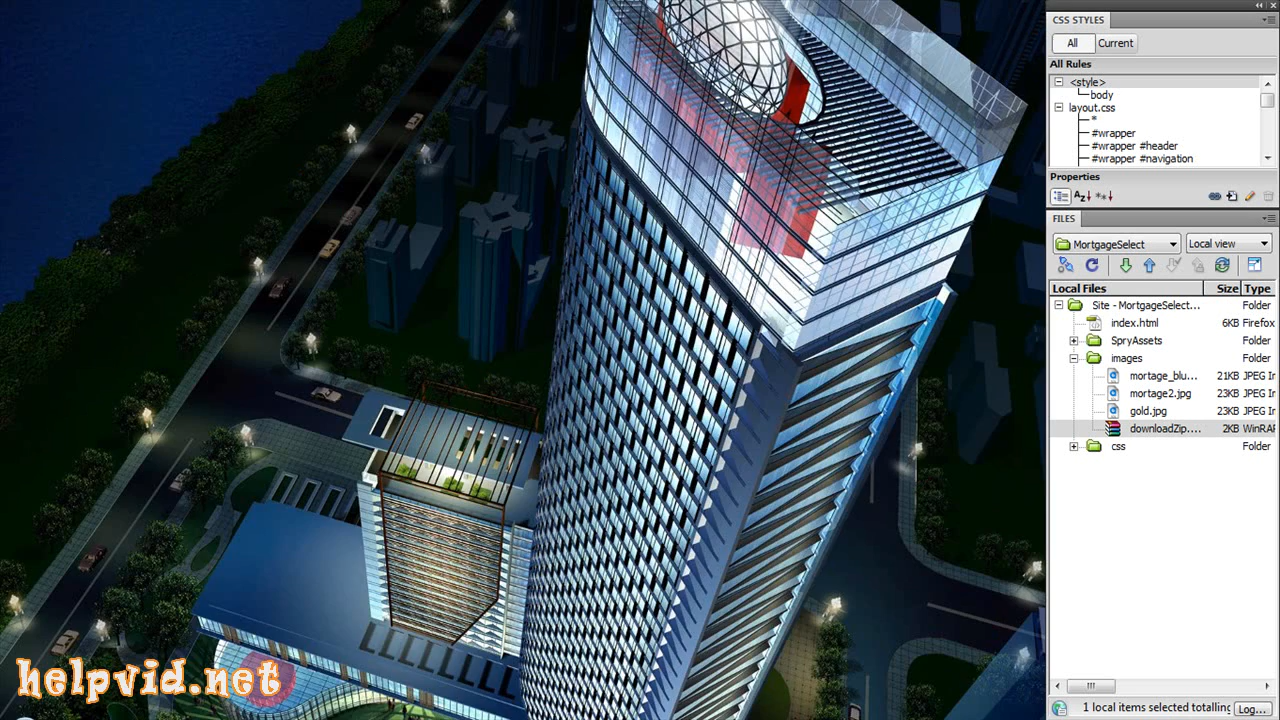 CSS STYLES
All Current
All Rules
<style>
body
layout.css
*
#wrapper
#wrapper #header
#wrapper #navigation
Properties
FILES
MortgageSelect Local view
Local Files Size Type
Site - MortgageSelect... Folder
index.html 6KB Firefox
SpryAssets Folder
images Folder
mortage_blu... 21KB JPEG Ir
mortage2.jpg 23KB JPEG Ir
gold.jpg 23KB JPEG Ir
downloadZip.... 2KB WinRAF
css Folder
1 local items selected totalling Log...
helpvid.net